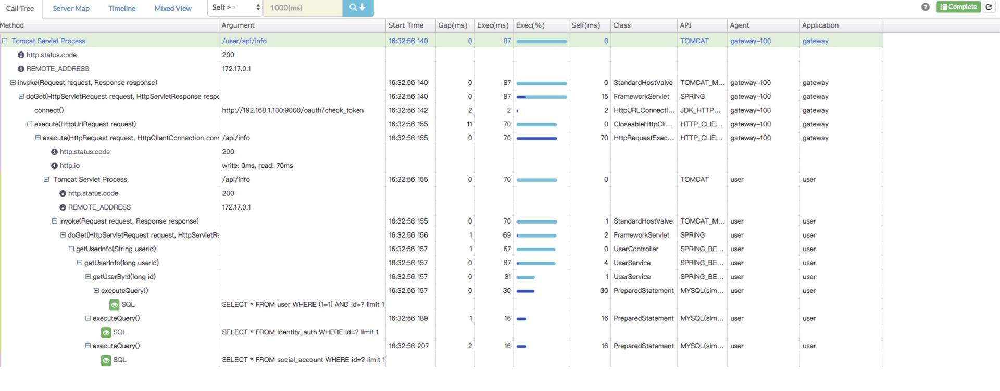 Call Tree Server Map Timeline Mixed View Self >= 1000(ms) Complete
Method Argument Start Time Gap(ms) Exec(ms) Exec(%) Self(ms) Class API Agent Application
Tomcat Servlet Process /user/api/info 16:32:56 140 0 87 0 TOMCAT gateway-100 gateway
http.status.code 200
REMOTE_ADDRESS 172.17.0.1
invoke(Request request, Response response) 16:32:56 140 0 87 0 StandardHostValve TOMCAT_M... gateway-100 gateway
doGet(HttpServletRequest request, HttpServletResponse respo 16:32:56 140 0 87 15 FrameworkServlet SPRING gateway-100 gateway
connect() http://192.168.1.100:9000/oauth/check_token 16:32:56 142 2 2 2 HttpURLConnecti... JDK_HTTP... gateway-100 gateway
execute(HttpUriRequest request) 16:32:56 155 11 70 0 CloseableHttpCli... HTTP_CLIE... gateway-100 gateway
execute(HttpRequest request, HttpClientConnection conn /api/info 16:32:56 155 0 70 70 HttpRequestExec... HTTP_CLIE... gateway-100 gateway
http.status.code 200
http.io write: 0ms, read: 70ms
Tomcat Servlet Process /api/info 16:32:56 155 0 70 0 TOMCAT user user
http.status.code 200
REMOTE_ADDRESS 172.17.0.1
invoke(Request request, Response response) 16:32:56 155 0 70 1 StandardHostValve TOMCAT_M... user user
doGet(HttpServletRequest request, HttpServletRe 16:32:56 156 1 69 2 FrameworkServlet SPRING user user
getUserInfo(String userId) 16:32:56 157 1 67 0 UserController SPRING_BE... user user
getUserInfo(long userId) 16:32:56 157 0 67 4 UserService SPRING_BE... user user
getUserById(long id) 16:32:56 157 0 31 1 UserService SPRING_BE... user user
executeQuery() 16:32:56 157 0 30 30 PreparedStatement MYSQL(sim... user user
SQL SELECT * FROM user WHERE (1=1) AND id=? limit 1
executeQuery() 16:32:56 189 1 16 16 PreparedStatement MYSQL(sim... user user
SQL SELECT * FROM identity_auth WHERE id=? limit 1
executeQuery() 16:32:56 207 2 16 16 PreparedStatement MYSQL(sim... user user
SQL SELECT * FROM social_account WHERE id=? limit 1